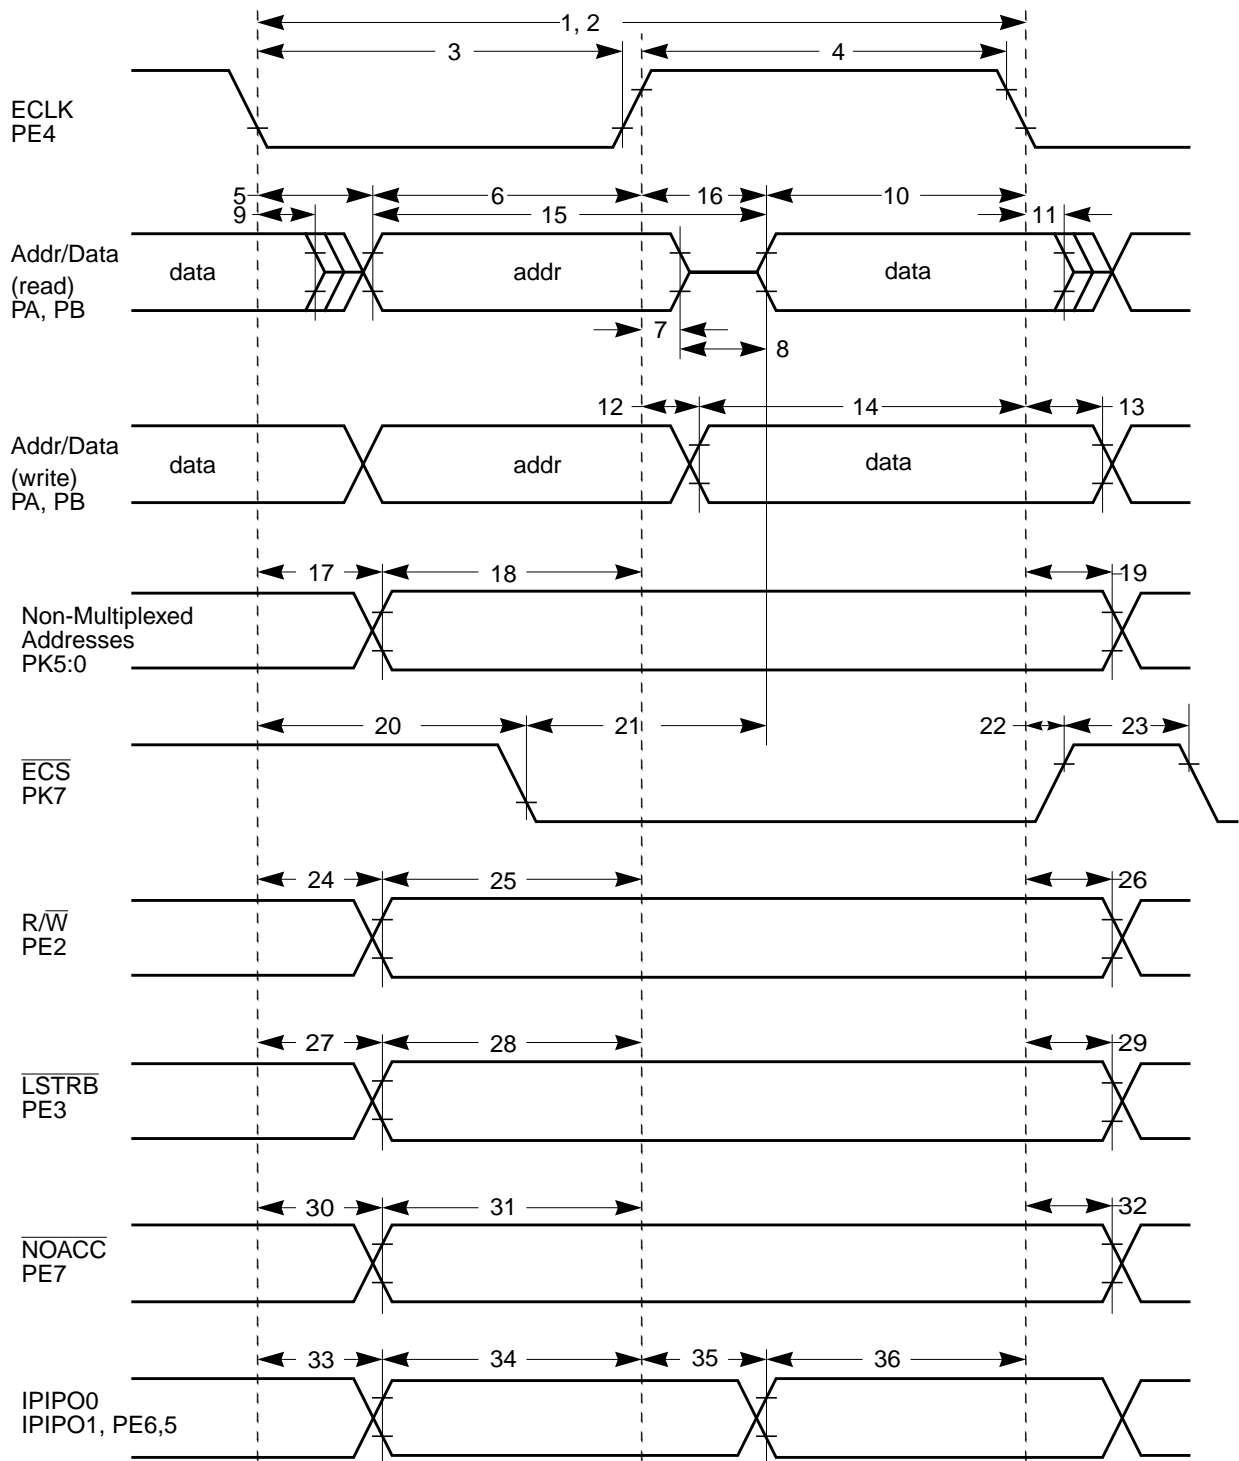 1, 2
3
4
ECLK
PE4
5
6
16
10
9
15
11
Addr/Data
(read)
PA, PB
data
addr
data
7
8
12
14
13
Addr/Data
(write)
PA, PB
data
addr
data
17
18
19
Non-Multiplexed
Addresses
PK5:0
20
21
22
23
ECS
PK7
24
25
26
R/W
PE2
27
28
29
LSTRB
PE3
30
31
32
NOACC
PE7
33
34
35
36
IPIPO0
IPIPO1, PE6,5